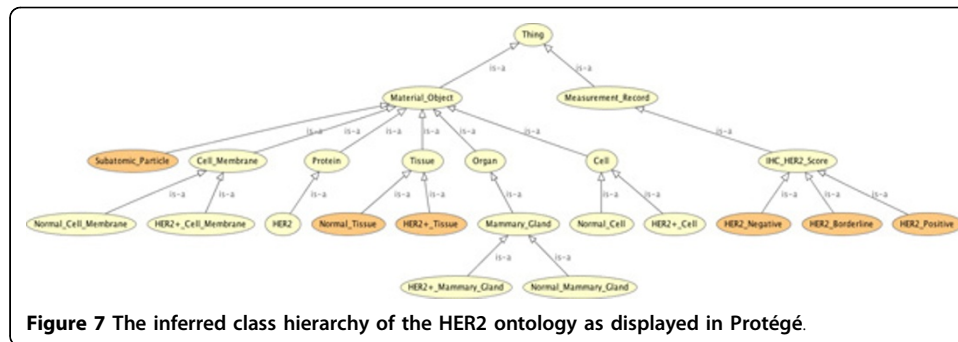 Thing
is-a is-a
Material_Object Measurement_Record
is-a is-a is-a is-a is-a is-a is-a
Subatomic_Particle Cell_Membrane Protein Tissue Organ Cell IHC_HER2_Score
is-a is-a is-a is-a is-a is-a is-a is-a is-a is-a is-a
Normal_Cell_Membrane HER2+_Cell_Membrane HER2 Normal_Tissue HER2+_Tissue Mammary_Gland Normal_Cell HER2+_Cell HER2_Negative HER2_Borderline HER2_Positive
is-a is-a
HER2+_Mammary_Gland Normal_Mammary_Gland
Figure 7 The inferred class hierarchy of the HER2 ontology as displayed in Protégé.